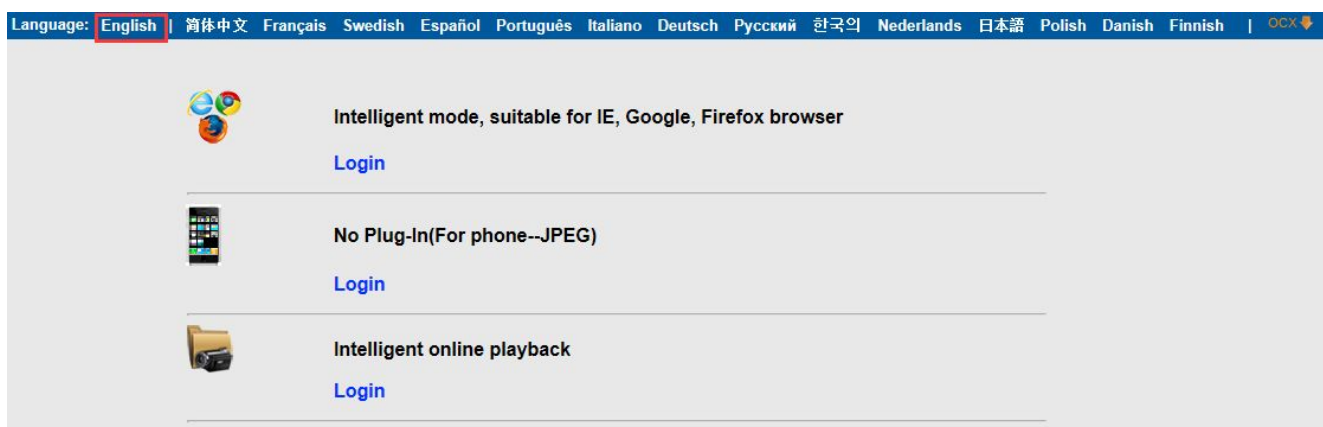 Language: English | 简体中文 Français Swedish Español Português Italiano Deutsch Русский 한국의 Nederlands 日本語 Polish Danish Finnish | OCX
Intelligent mode, suitable for IE, Google, Firefox browser
Login
No Plug-In(For phone--JPEG)
Login
Intelligent online playback
Login